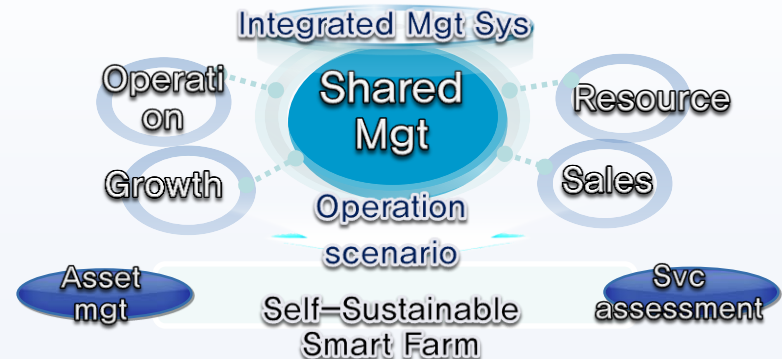 Integrated Mgt Sys
Operati
on
Shared
Mgt
Resource
Growth
Sales
Operation
scenario
Asset
mgt
Svc
assessment
Self-Sustainable
Smart Farm